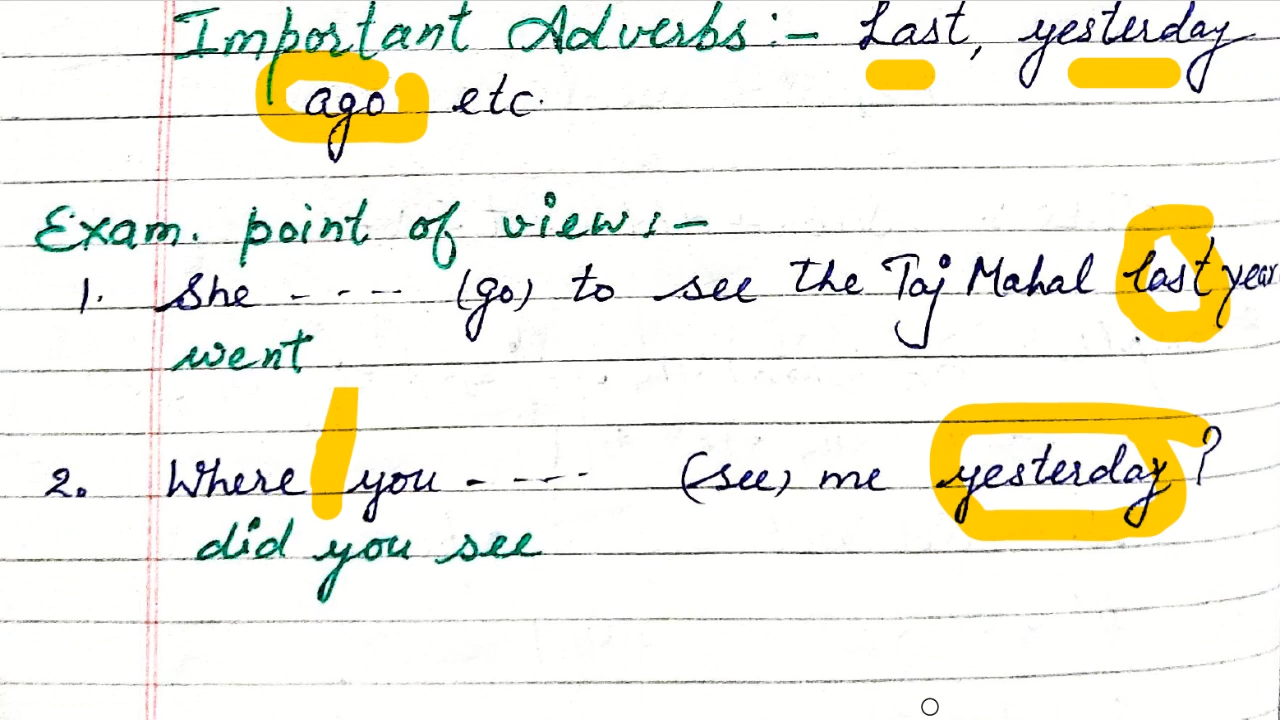 Important Adverbs :- Last, yesterday
ago etc.
Exam. point of view :-
1. She ---- (go) to see the Taj Mahal last year
went
2. Where you ----- (see) me yesterday?
did you see